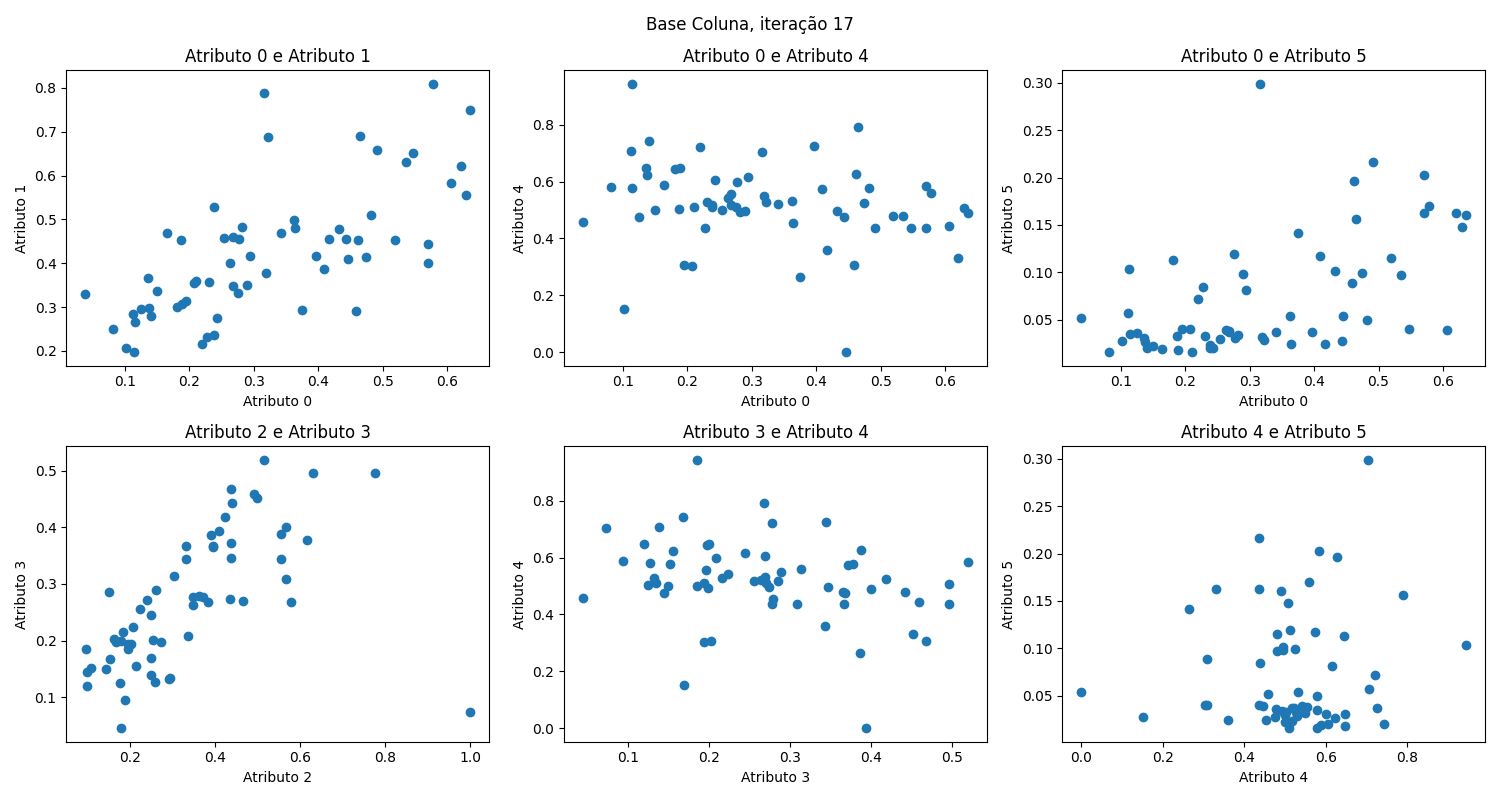 Base Coluna, iteração 17
Atributo 0 e Atributo 1
Atributo 1
0.8
0.7
0.6
0.5
0.4
0.3
0.2
0.1 0.2 0.3 0.4 0.5 0.6
Atributo 0
Atributo 0 e Atributo 4
Atributo 4
0.8
0.6
0.4
0.2
0.0
0.1 0.2 0.3 0.4 0.5 0.6
Atributo 0
Atributo 0 e Atributo 5
Atributo 5
0.30
0.25
0.20
0.15
0.10
0.05
0.1 0.2 0.3 0.4 0.5 0.6
Atributo 0
Atributo 2 e Atributo 3
Atributo 3
0.5
0.4
0.3
0.2
0.1
0.2 0.4 0.6 0.8 1.0
Atributo 2
Atributo 3 e Atributo 4
Atributo 4
0.8
0.6
0.4
0.2
0.0
0.1 0.2 0.3 0.4 0.5
Atributo 3
Atributo 4 e Atributo 5
Atributo 5
0.30
0.25
0.20
0.15
0.10
0.05
0.0 0.2 0.4 0.6 0.8
Atributo 4